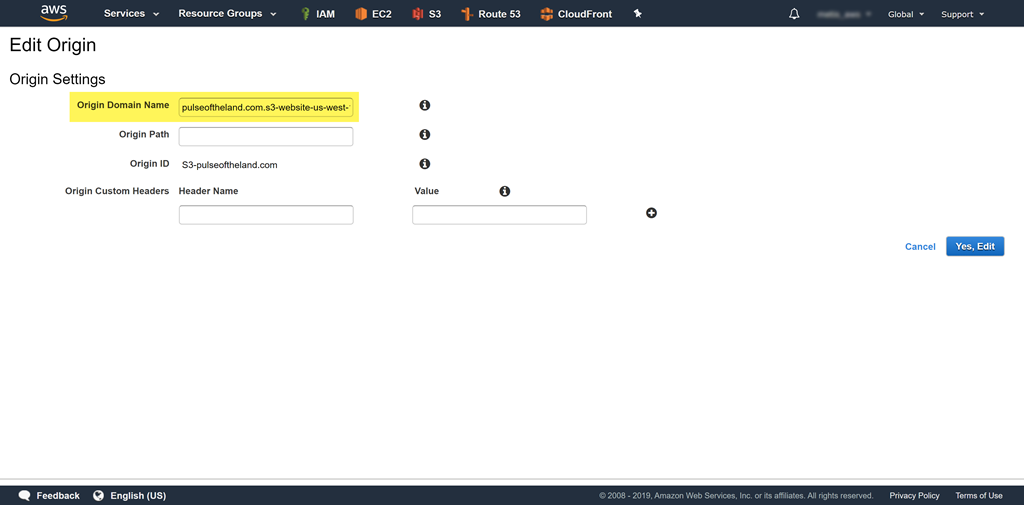 aws Services Resource Groups IAM EC2 S3 Route 53 CloudFront Global Support
Edit Origin
Origin Settings
Origin Domain Name pulseoftheland.com.s3-website-us-west-
Origin Path
Origin ID S3-pulseoftheland.com
Origin Custom Headers Header Name Value
Cancel Yes, Edit
Feedback English (US) © 2008 - 2019, Amazon Web Services, Inc. or its affiliates. All rights reserved. Privacy Policy Terms of Use